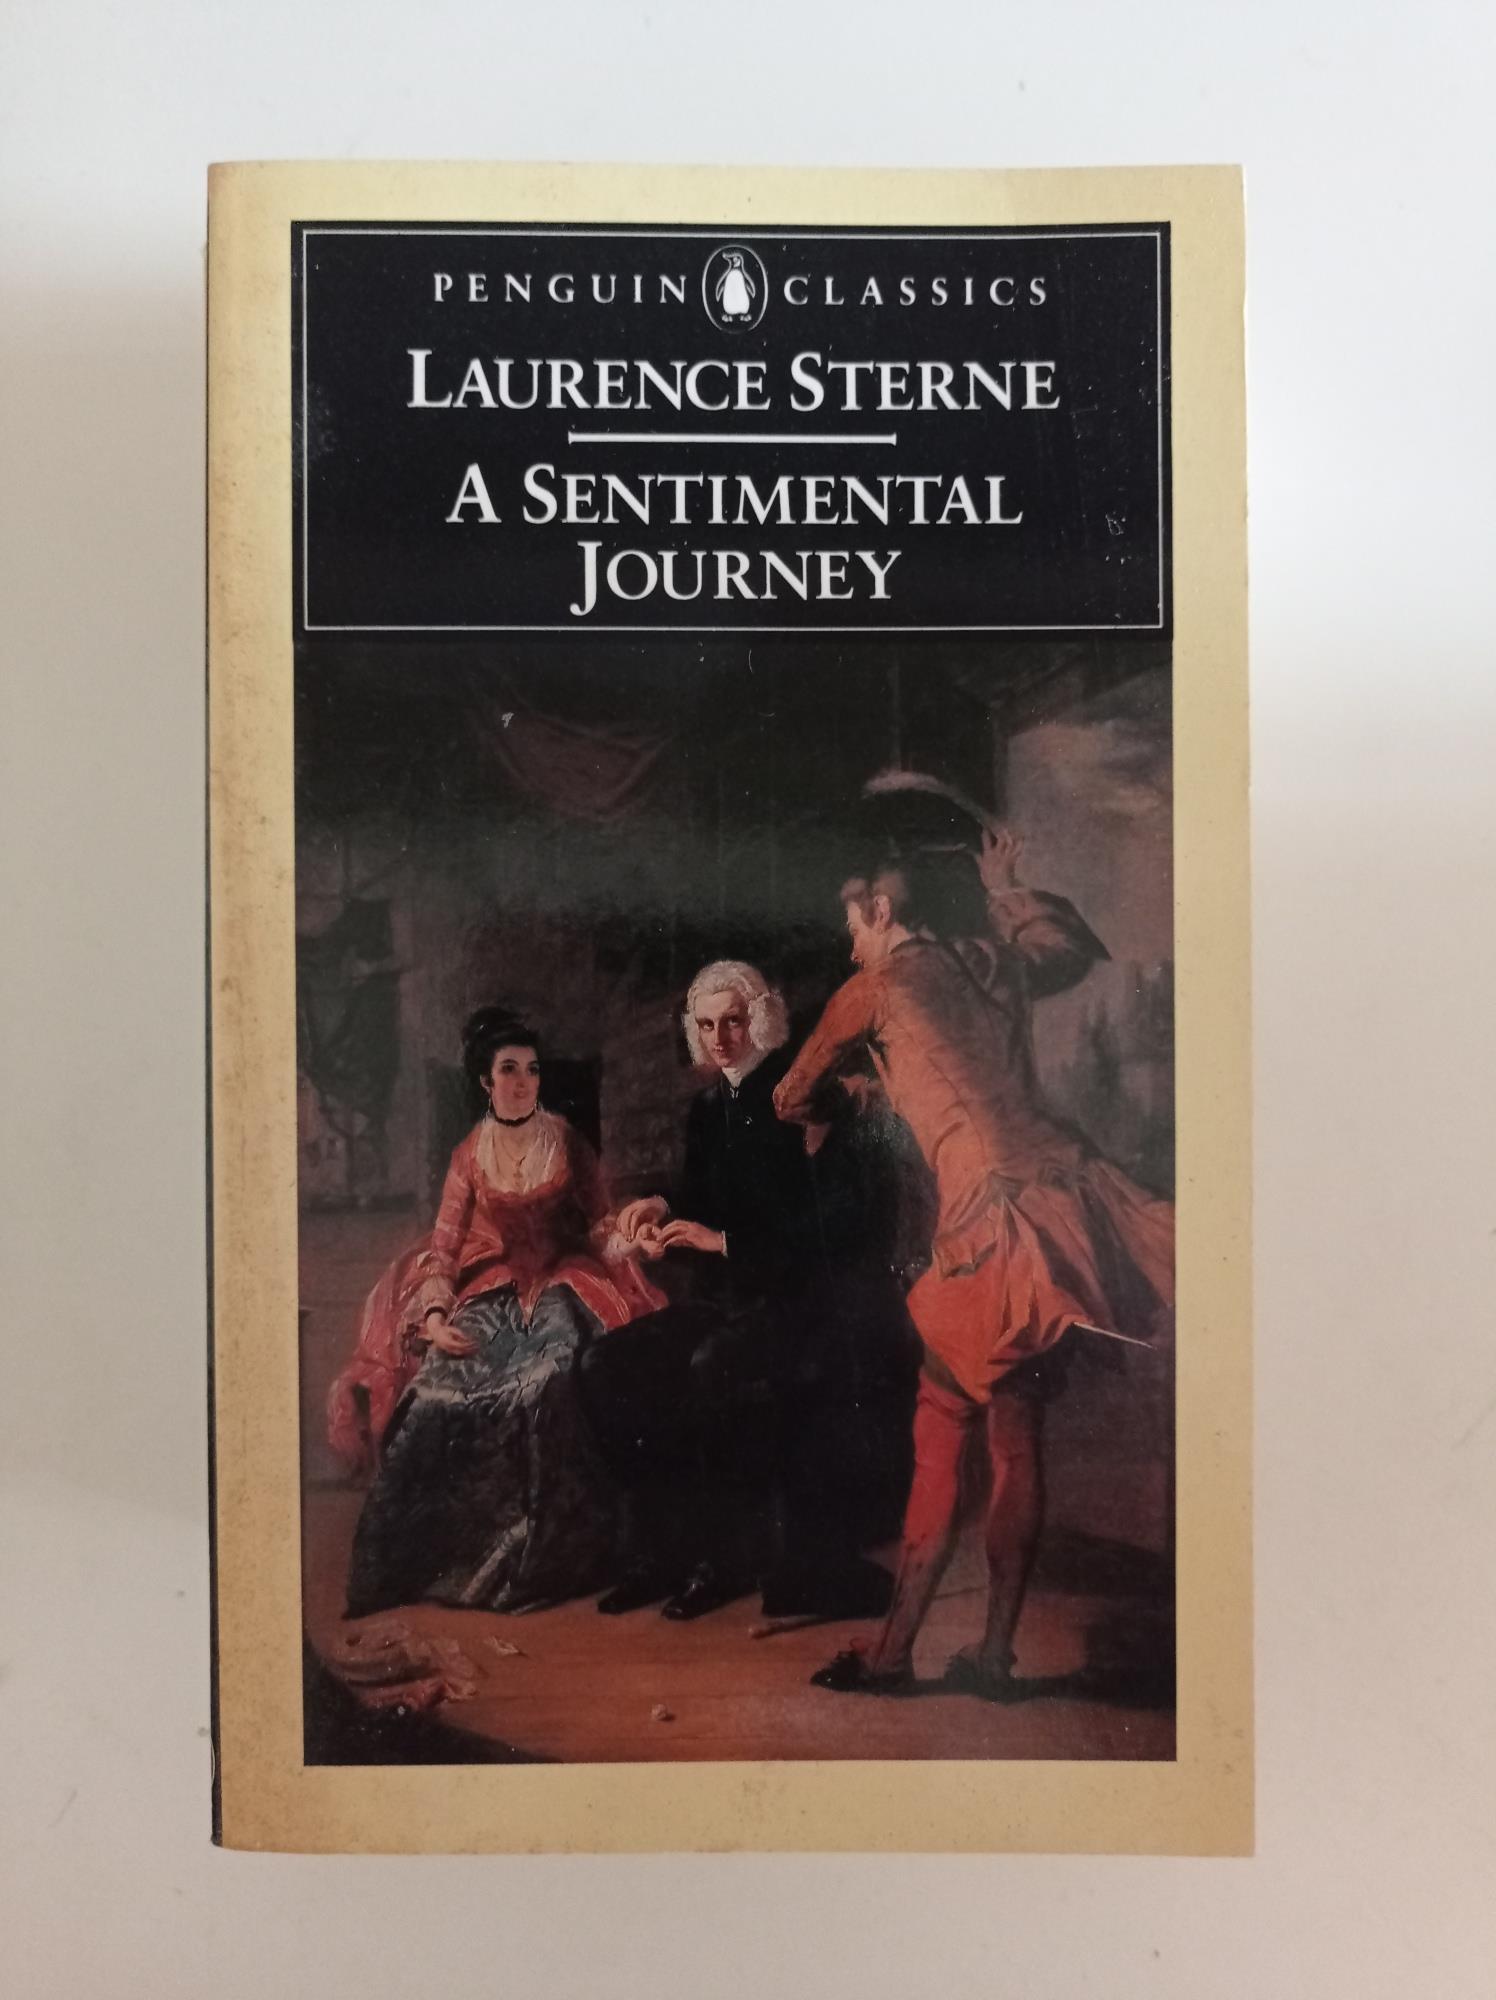 PENGUIN CLASSICS
LAURENCE STERNE
A SENTIMENTAL
JOURNEY